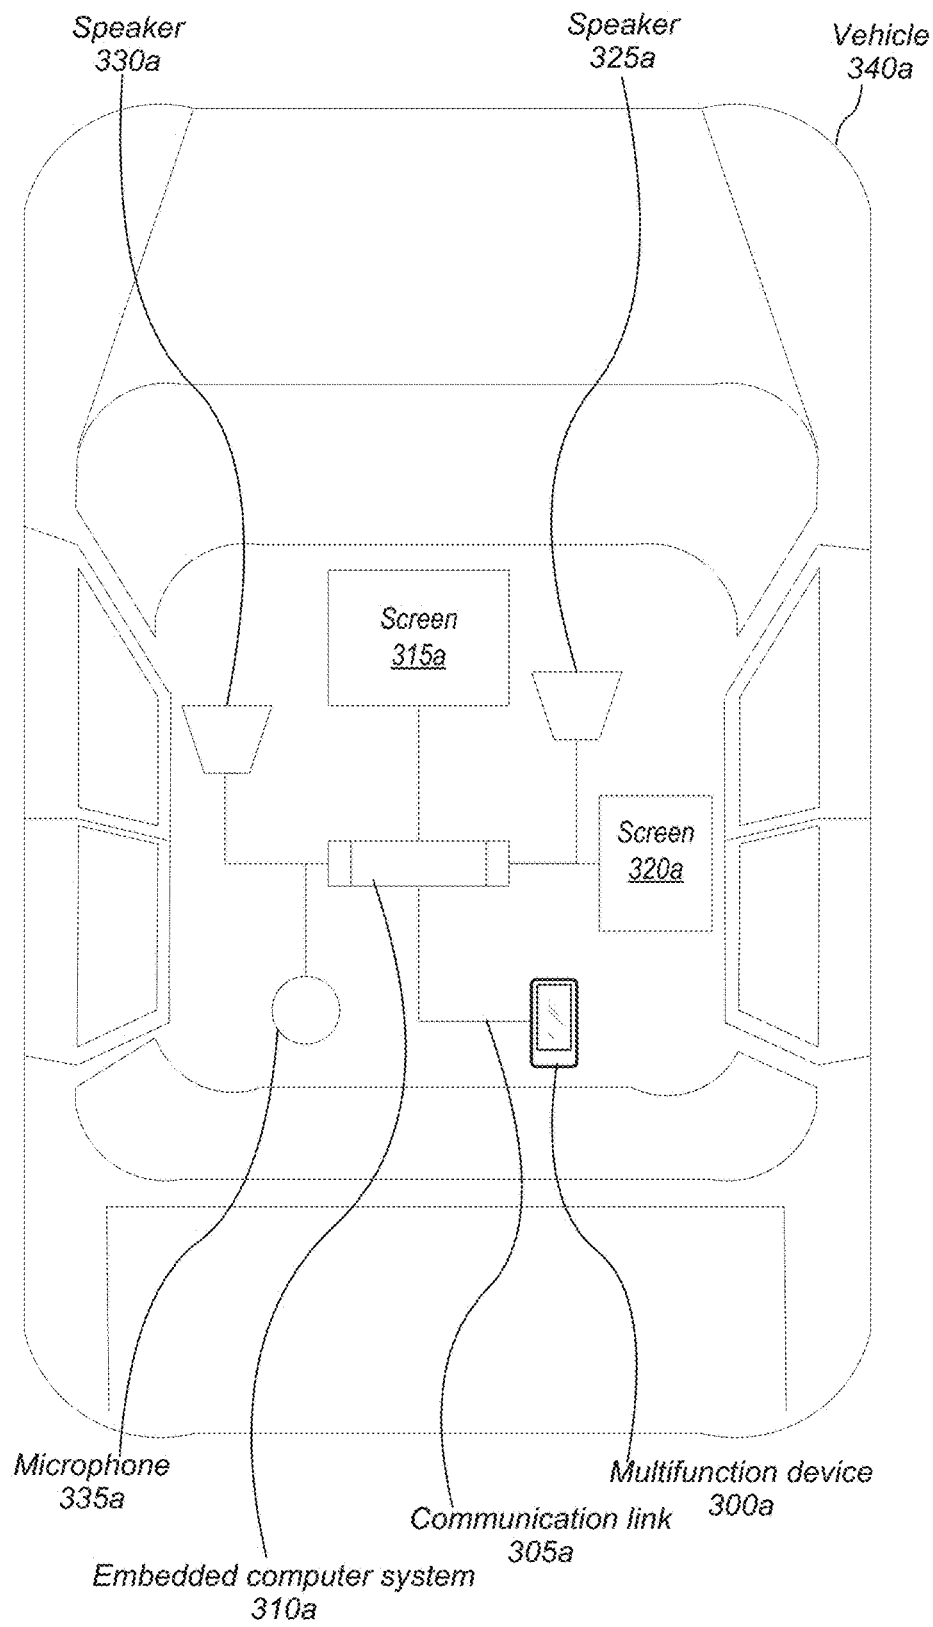 Speaker
330a
Speaker
325a
Vehicle
340a
Screen
315a
Screen
320a
Microphone
335a
Multifunction device
300a
Communication link
305a
Embedded computer system
310a